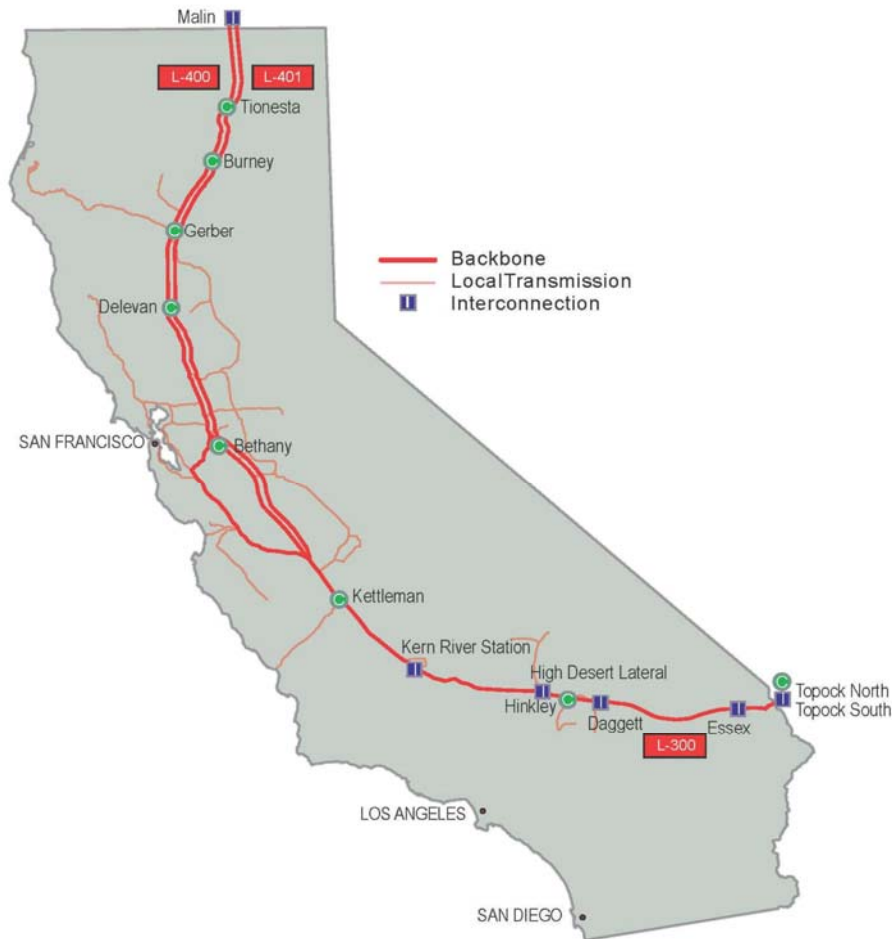 Malin
L-400
L-401
Tionesta
Burney
Gerber
Backbone
LocalTransmission
I
Interconnection
Delevan
SAN FRANCISCO
Bethany
Kettleman
Kern River Station
High Desert Lateral
Hinkley
Daggett
Essex
Topock North
Topock South
L-300
LOS ANGELES
SAN DIEGO